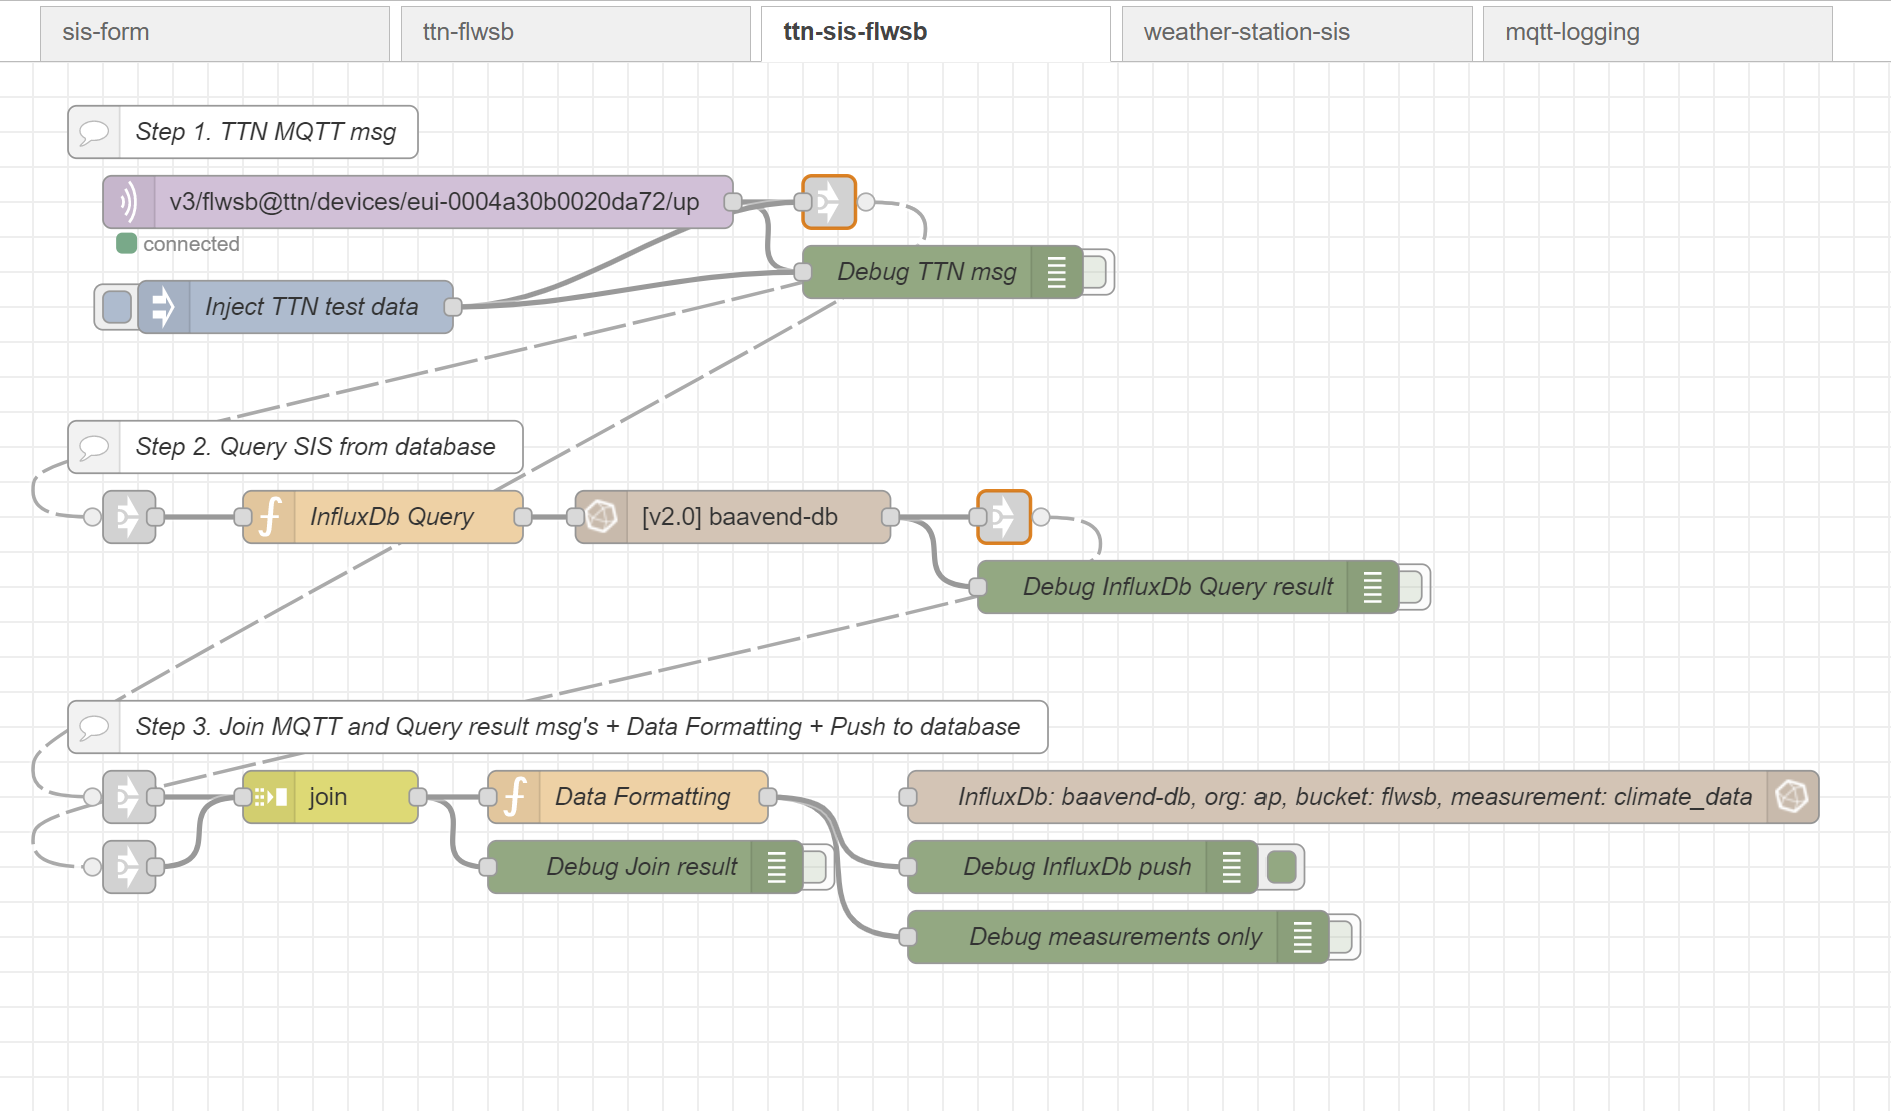 sis-form
ttn-flwsb
ttn-sis-flwsb
weather-station-sis
mqtt-logging
Step 1. TTN MQTT msg
v3/flwsb@ttn/devices/eui-0004a30b0020da72/up
connected
Debug TTN msg
Inject TTN test data
Step 2. Query SIS from database
InfluxDb Query
[v2.0] baavend-db
Debug InfluxDb Query result
Step 3. Join MQTT and Query result msg's + Data Formatting + Push to database
join
Data Formatting
InfluxDb: baavend-db, org: ap, bucket: flwsb, measurement: climate_data
Debug Join result
Debug InfluxDb push
Debug measurements only